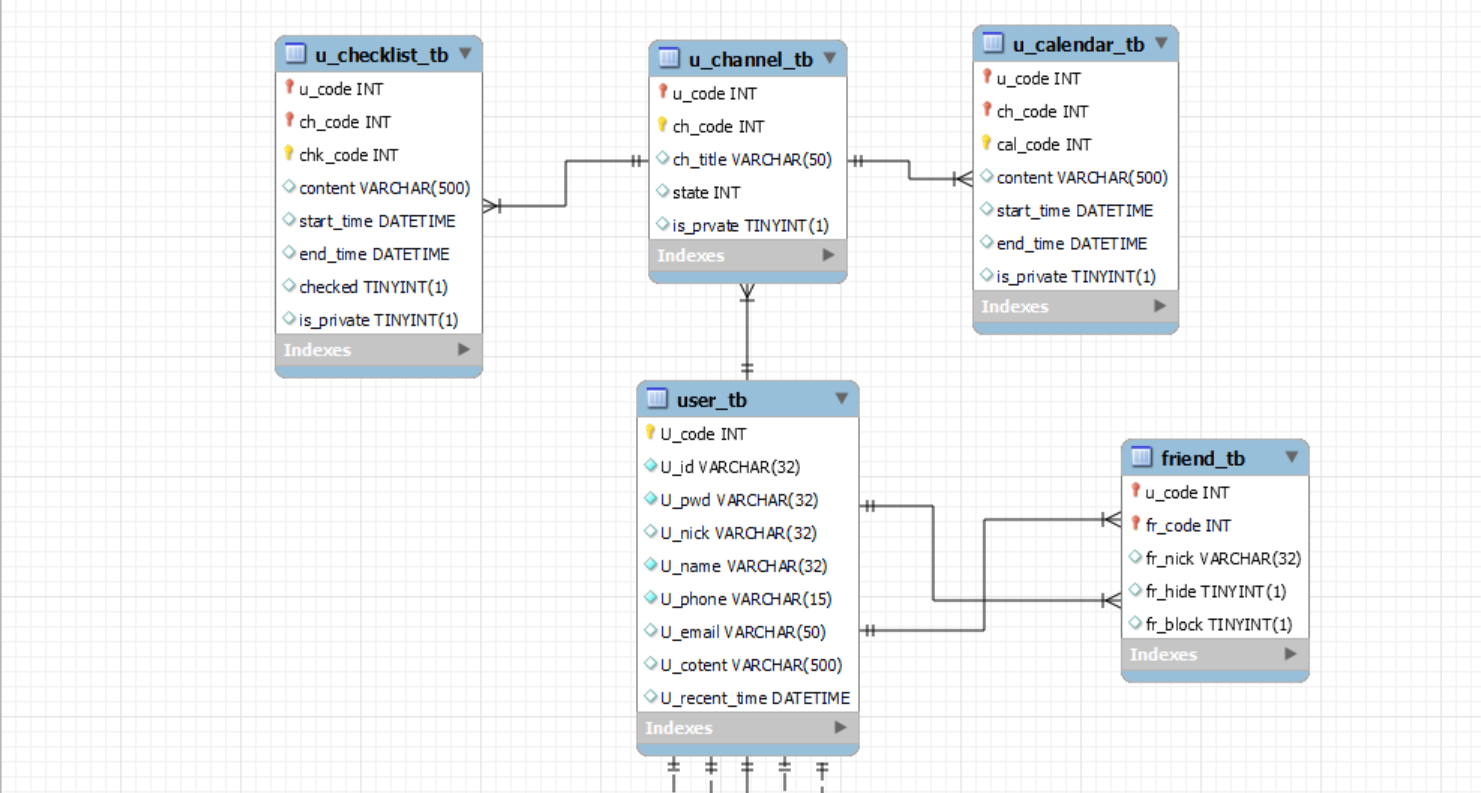 u_checklist_tb
u_code INT
ch_code INT
chk_code INT
content VARCHAR(500)
start_time DATETIME
end_time DATETIME
checked TINYINT(1)
is_private TINYINT(1)
Indexes
u_channel_tb
u_code INT
ch_code INT
ch_title VARCHAR(50)
state INT
is_prvate TINYINT(1)
Indexes
u_calendar_tb
u_code INT
ch_code INT
cal_code INT
content VARCHAR(500)
start_time DATETIME
end_time DATETIME
is_private TINYINT(1)
Indexes
user_tb
U_code INT
U_id VARCHAR(32)
U_pwd VARCHAR(32)
U_nick VARCHAR(32)
U_name VARCHAR(32)
U_phone VARCHAR(15)
U_email VARCHAR(50)
U_cotent VARCHAR(500)
U_recent_time DATETIME
Indexes
friend_tb
u_code INT
fr_code INT
fr_nick VARCHAR(32)
fr_hide TINYINT(1)
fr_block TINYINT(1)
Indexes